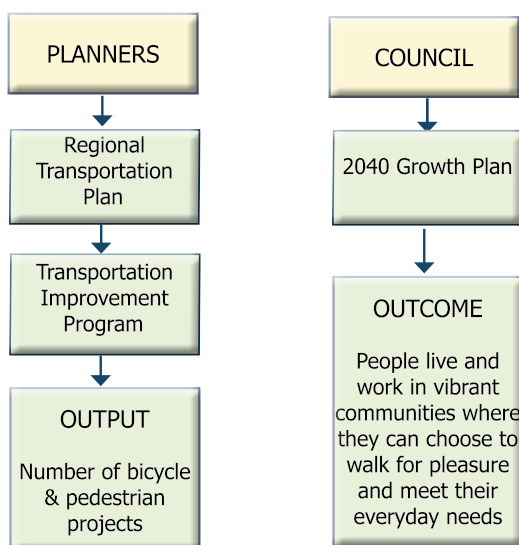 PLANNERS
Regional
Transportation
Plan
Transportation
Improvement
Program
OUTPUT
Number of bicycle
& pedestrian
projects
COUNCIL
2040 Growth Plan
OUTCOME
People live and
work in vibrant
communities where
they can choose to
walk for pleasure
and meet their
everyday needs